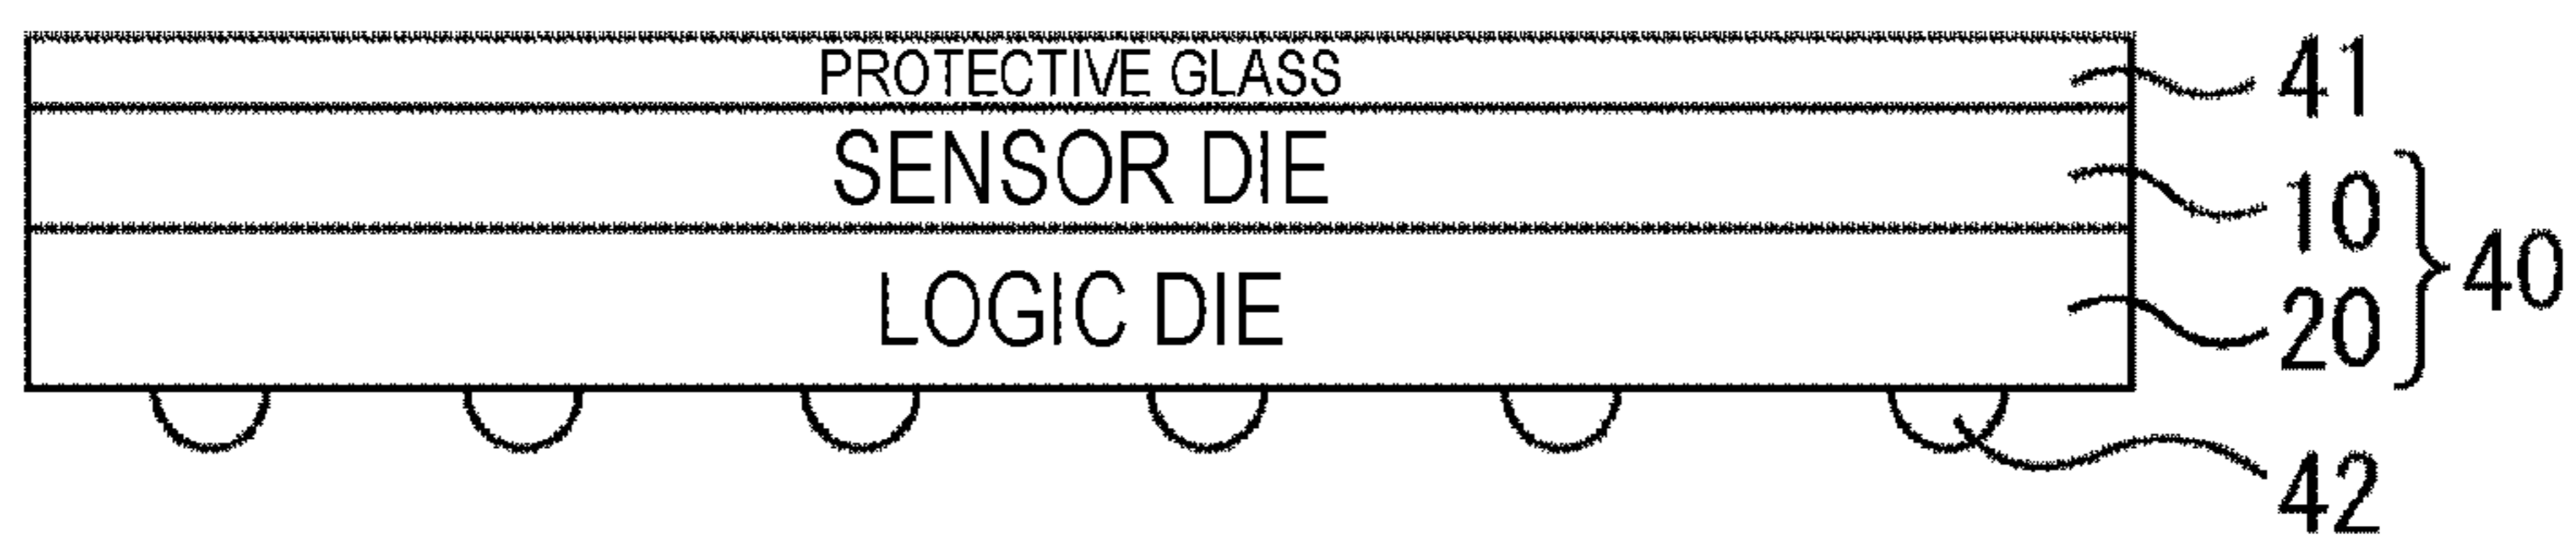 PROTECTIVE GLASS 41
SENSOR DIE 10
40
LOGIC DIE 20
42